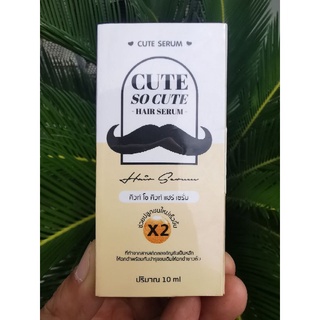 CUTE SERUM
CUTE
SO CUTE
HAIR SERUM
Hair Serum
คิวท์ โซ คิวท์ แฮร์ เซรั่ม
X2
ปริมาณ 10 ml